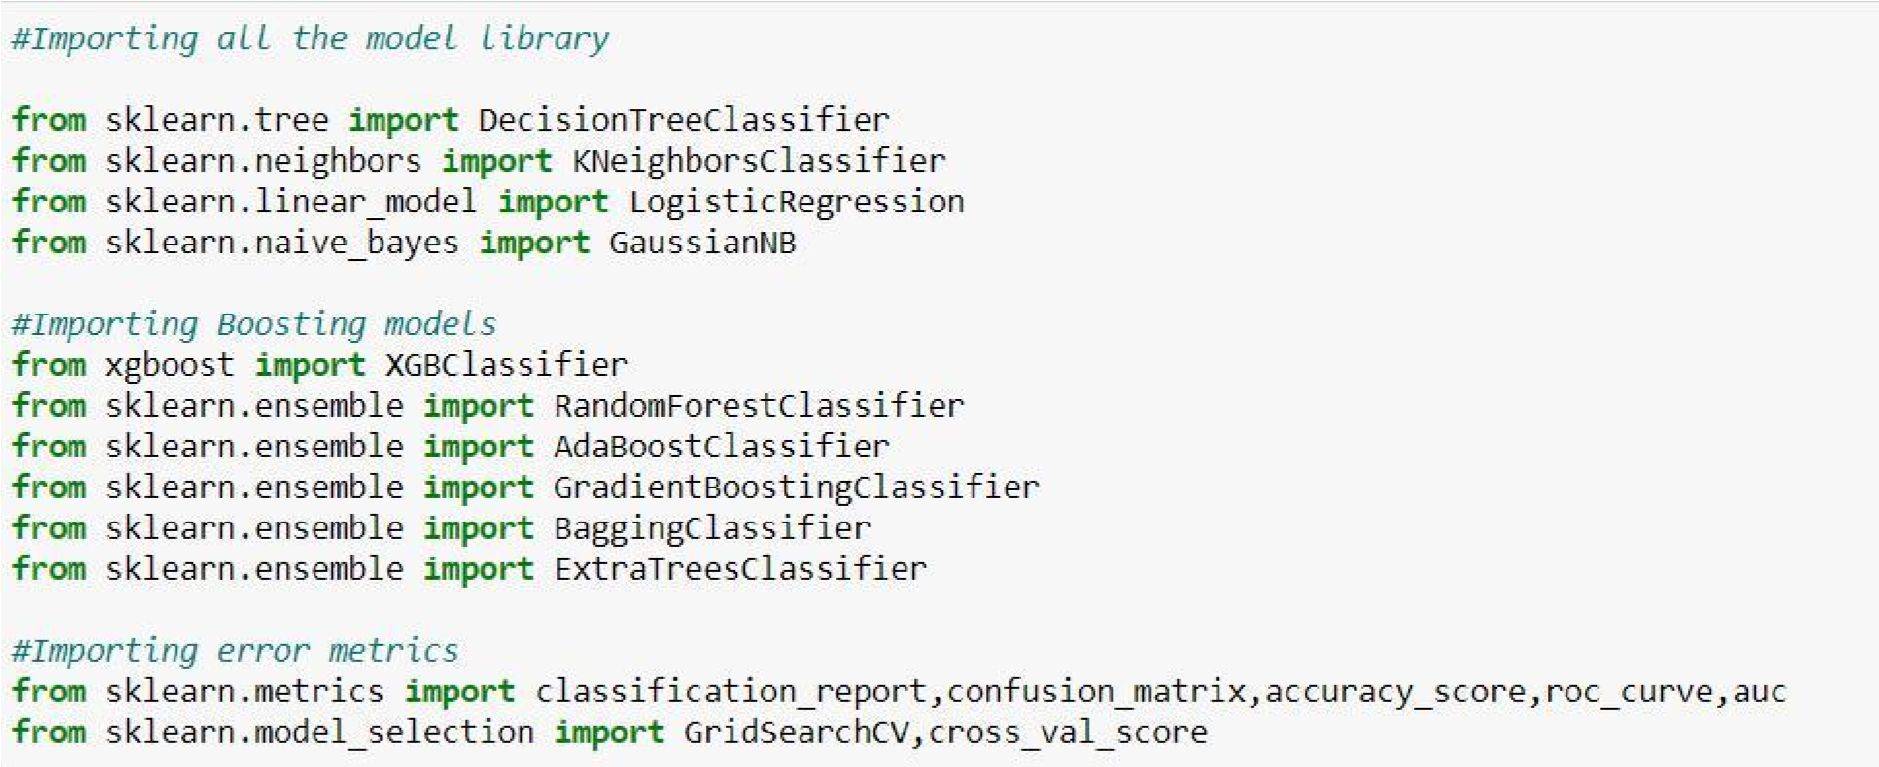 #Importing all the model library
from sklearn.tree import DecisionTreeClassifier
from sklearn.neighbors import KNeighborsClassifier
from sklearn.linear_model import LogisticRegression
from sklearn.naive_bayes import GaussianNB
#Importing Boosting models
from xgboost import XGBClassifier
from sklearn.ensemble import RandomForestClassifier
from sklearn.ensemble import AdaBoostClassifier
from sklearn.ensemble import GradientBoostingClassifier
from sklearn.ensemble import BaggingClassifier
from sklearn.ensemble import ExtraTreesClassifier
#Importing error metrics
from sklearn.metrics import classification_report,confusion_matrix,accuracy_score,roc_curve,auc
from sklearn.model_selection import GridSearchCV,cross_val_score